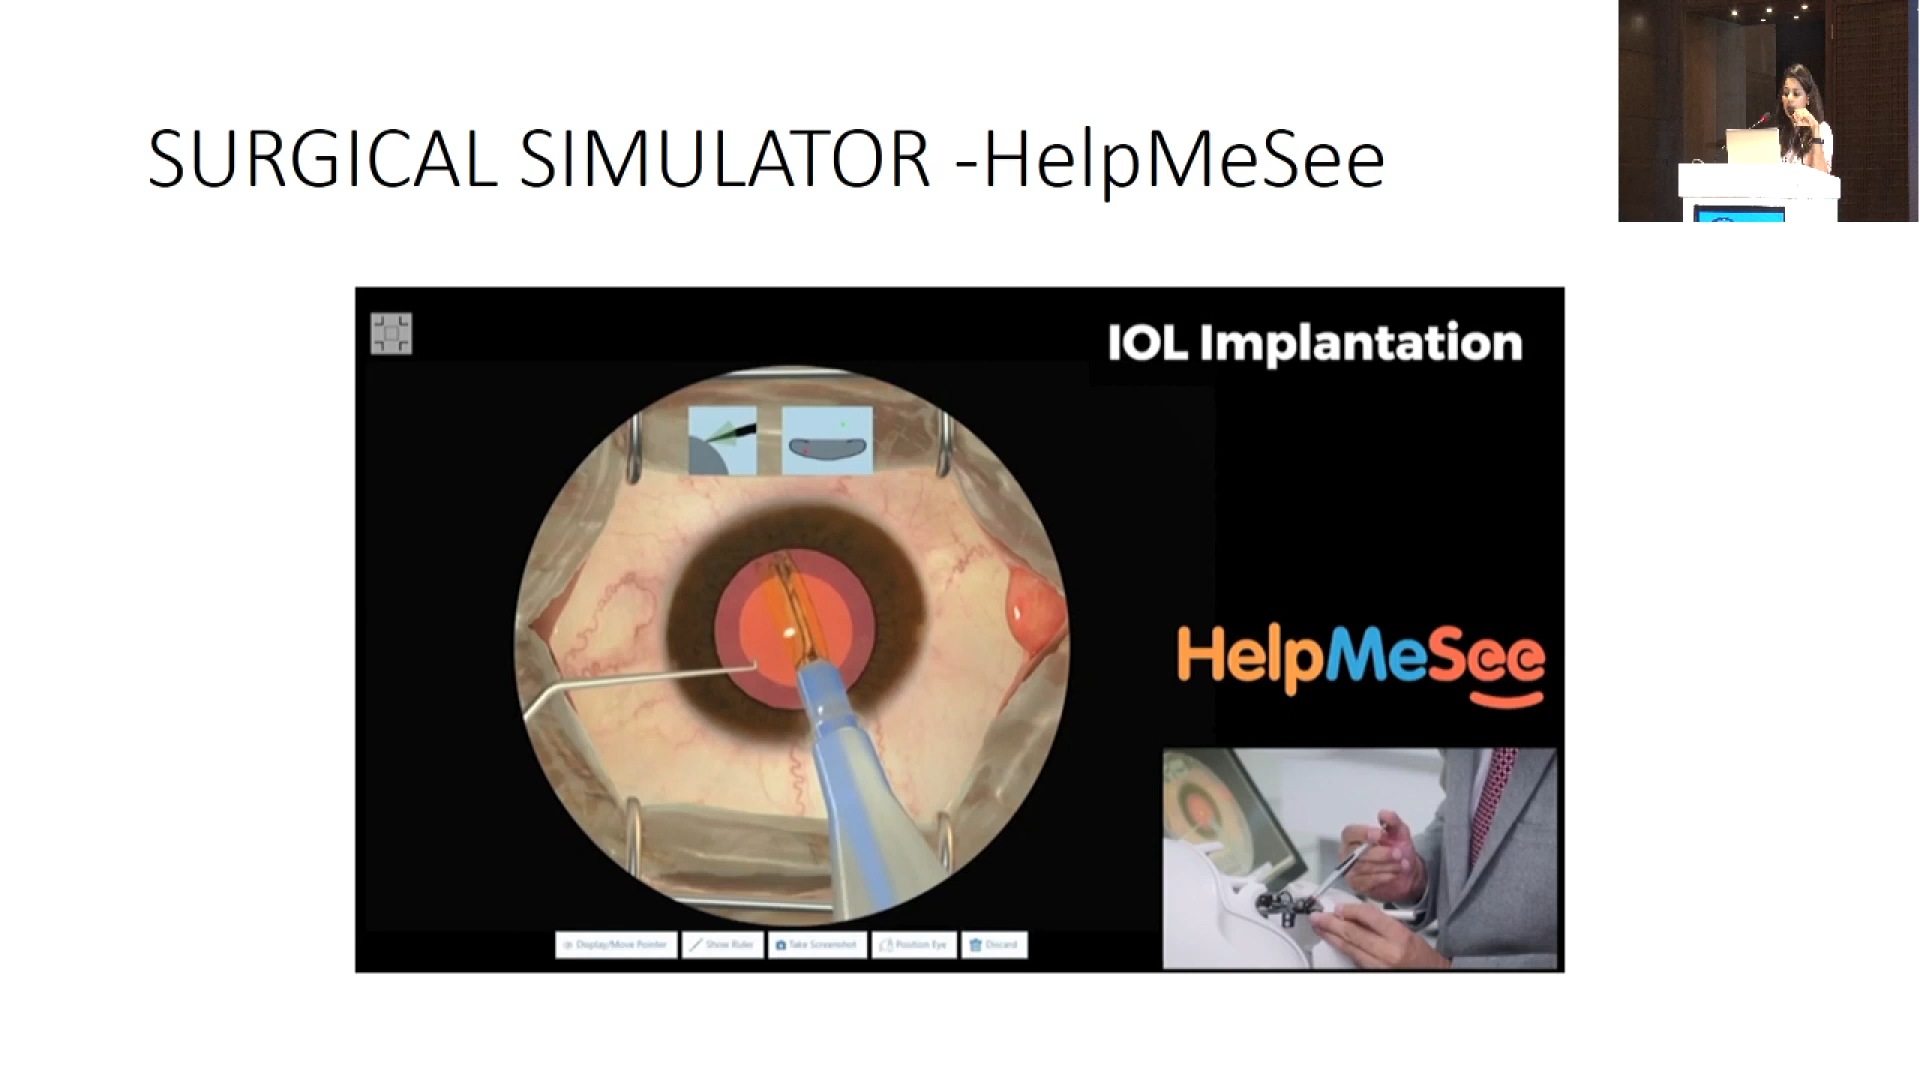 SURGICAL SIMULATOR -HelpMeSee
IOL Implantation
HelpMeSee
Display/Move Pointer
Show Ruler
Take Screenshot
Position Eye
Discard